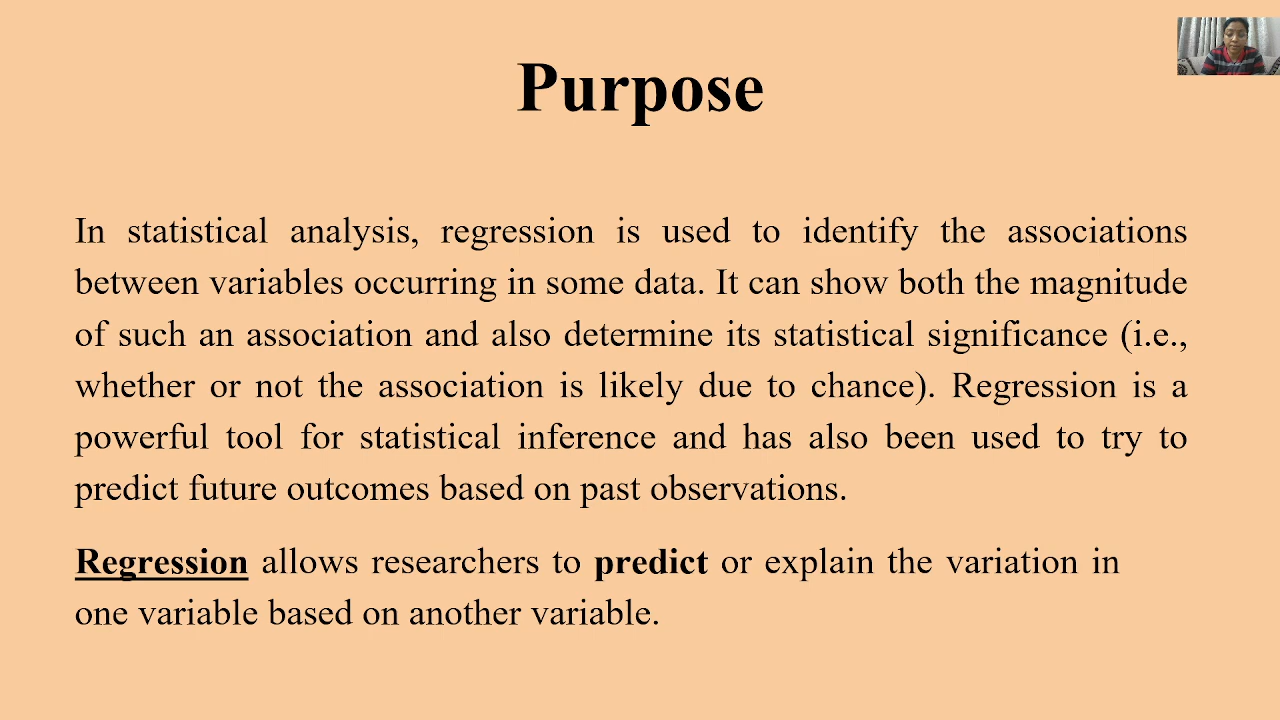 Purpose
In statistical analysis, regression is used to identify the associations
between variables occurring in some data. It can show both the magnitude
of such an association and also determine its statistical significance (i.e.,
whether or not the association is likely due to chance). Regression is a
powerful tool for statistical inference and has also been used to try to
predict future outcomes based on past observations.
Regression allows researchers to predict or explain the variation in
one variable based on another variable.